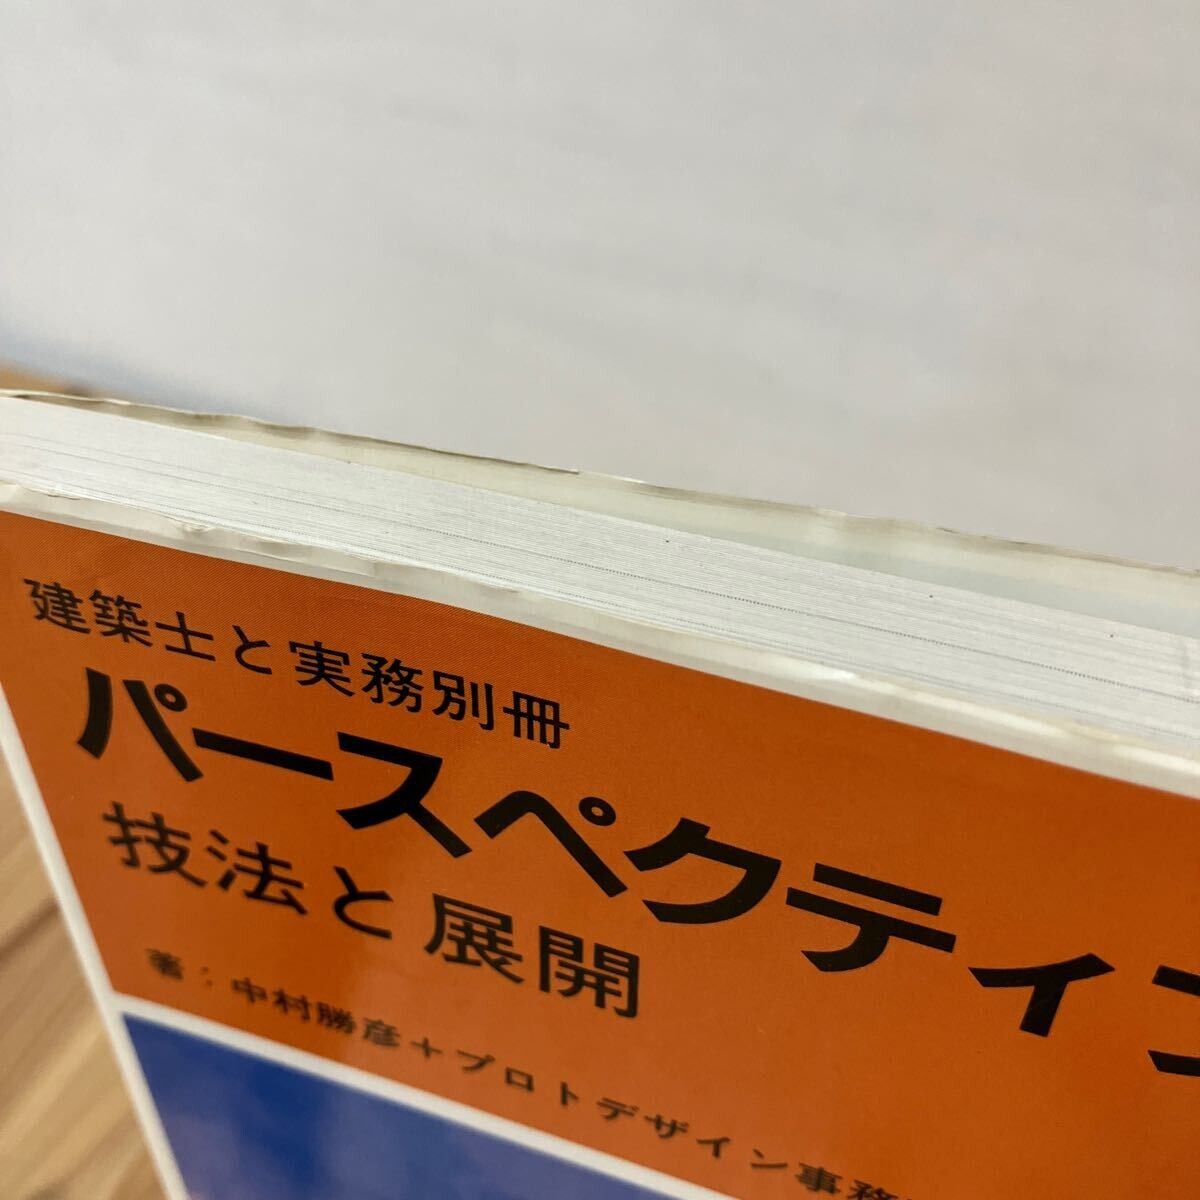 建築士と実務別冊
パースペクティブ
技法と展開
著：中村勝彦＋プロトデザイン事務